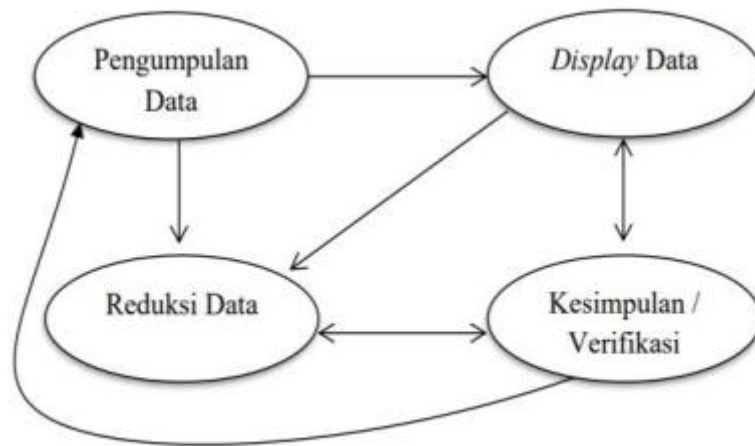 Pengumpulan
Data
Display Data
Reduksi Data
Kesimpulan /
Verifikasi